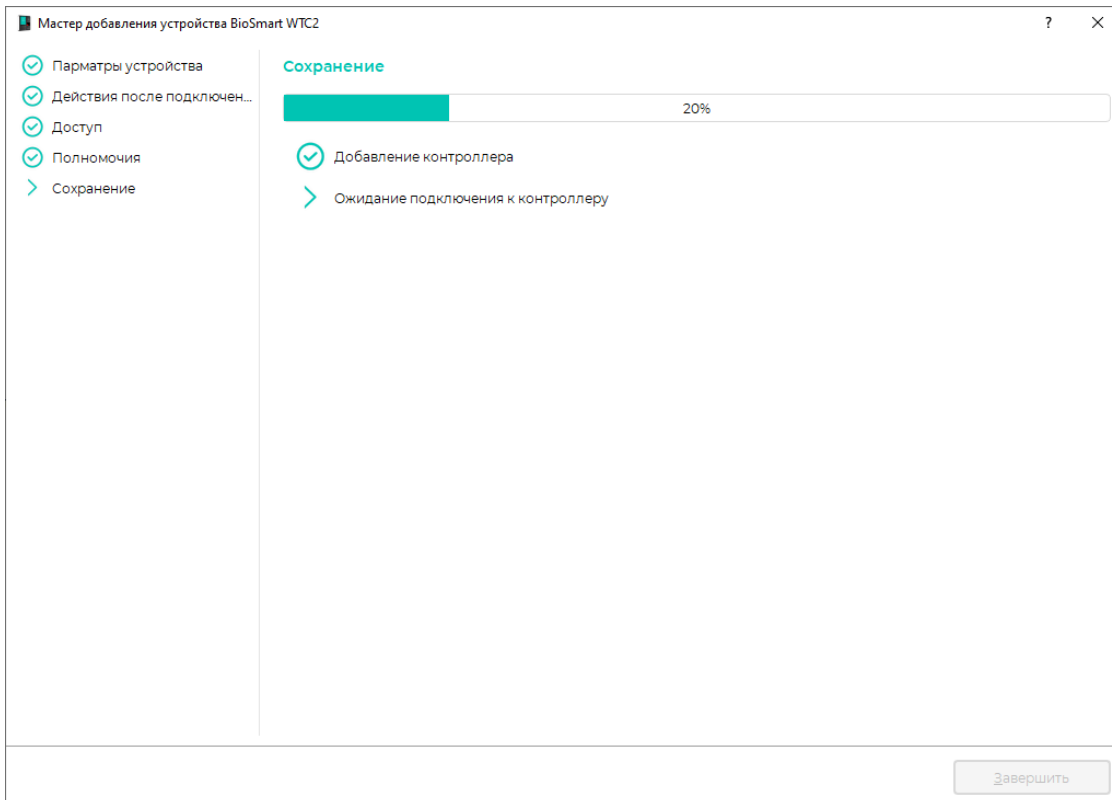 Мастер добавления устройства BioSmart WTC2
?
Парматры устройства
Действия после подключен...
Доступ
Полномочия
Сохранение
Сохранение
20%
Добавление контроллера
Ожидание подключения к контроллеру
Завершить